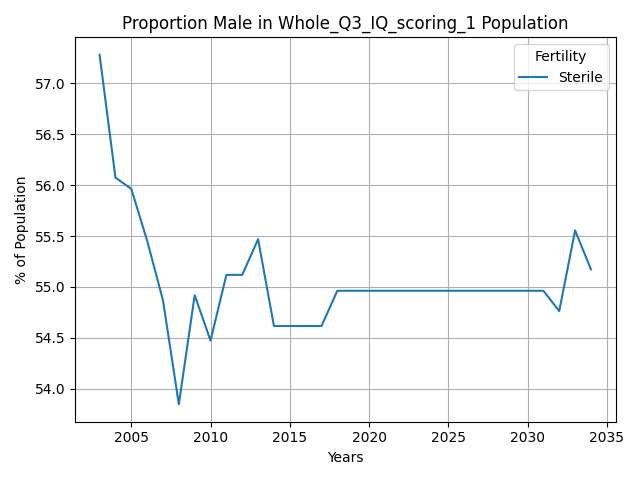 Proportion Male in Whole_Q3_IQ_scoring_1 Population
Fertility
Sterile
57.0
56.5
56.0
55.5
55.0
54.5
54.0
% of Population
2005 2010 2015 2020 2025 2030 2035
Years